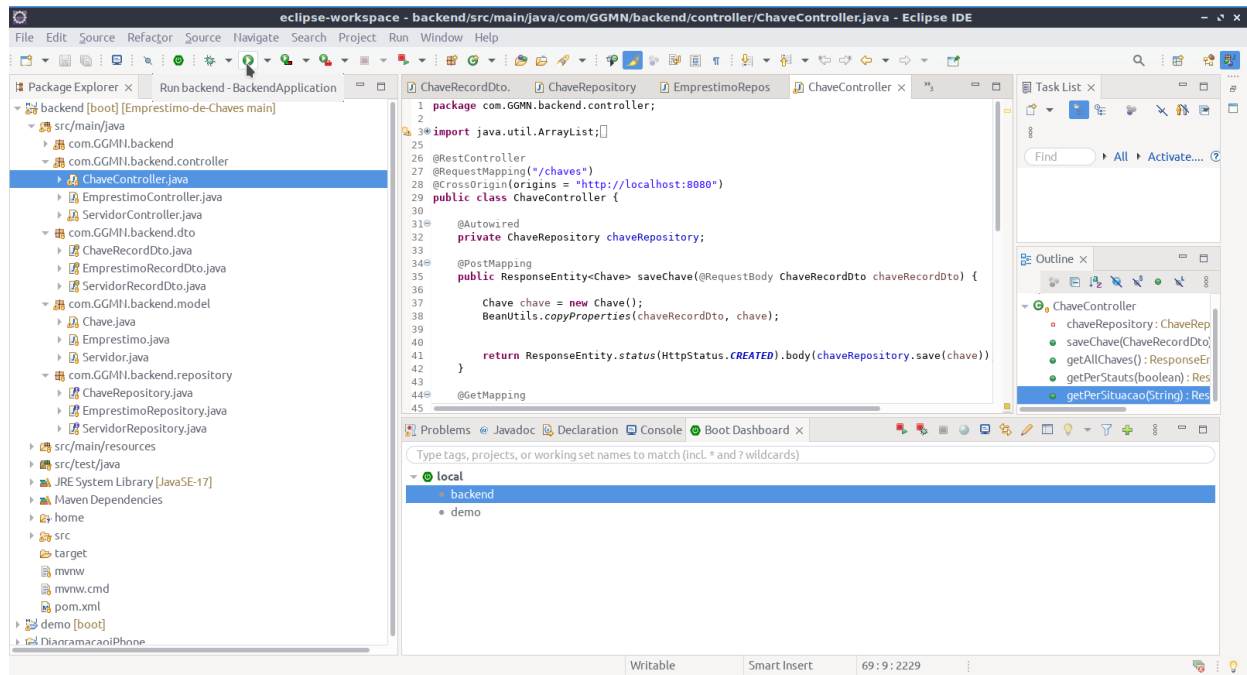 eclipse-workspace - backend/src/main/java/com/GGMN/backend/controller/ChaveController.java - Eclipse IDE
File Edit Source Refactor Source Navigate Search Project Run Window Help
Package Explorer
Run backend - BackendApplication
backend [boot] [Emprestimo-de-Chaves main]
src/main/java
com.GGMN.backend
com.GGMN.backend.controller
ChaveController.java
EmprestimoController.java
ServidorController.java
com.GGMN.backend.dto
ChaveRecordDto.java
EmprestimoRecordDto.java
ServidorRecordDto.java
com.GGMN.backend.model
Chave.java
Emprestimo.java
Servidor.java
com.GGMN.backend.repository
ChaveRepository.java
EmprestimoRepository.java
ServidorRepository.java
src/main/resources
src/test/java
JRE System Library [JavaSE-17]
Maven Dependencies
home
src
target
mvnw
mvnw.cmd
pom.xml
demo [boot]
DiagramacaoiPhone
ChaveRecordDto. ChaveRepository EmprestimoRepos ChaveController 3
1 package com.GGMN.backend.controller;
2
3 import java.util.ArrayList;
25
26 @RestController
27 @RequestMapping("/chaves")
28 @CrossOrigin(origins = "http://localhost:8080")
29 public class ChaveController {
30
31 @Autowired
32 private ChaveRepository chaveRepository;
33
34 @PostMapping
35 public ResponseEntity<Chave> saveChave(@RequestBody ChaveRecordDto chaveRecordDto) {
36
37 Chave chave = new Chave();
38 BeanUtils.copyProperties(chaveRecordDto, chave);
39
40
41 return ResponseEntity.status(HttpStatus.CREATED).body(chaveRepository.save(chave))
42 }
43
44 @GetMapping
45
Task List
Find All Activate....
Outline
ChaveController
chaveRepository : ChaveRep
saveChave(ChaveRecordDto)
getAllChaves() : ResponseEr
getPerStauts(boolean) : Res
getPerSituacao(String) : Res
Problems Javadoc Declaration Console Boot Dashboard
Type tags, projects, or working set names to match (incl. * and ? wildcards)
local
backend
demo
Writable Smart Insert 69 : 9 : 2229